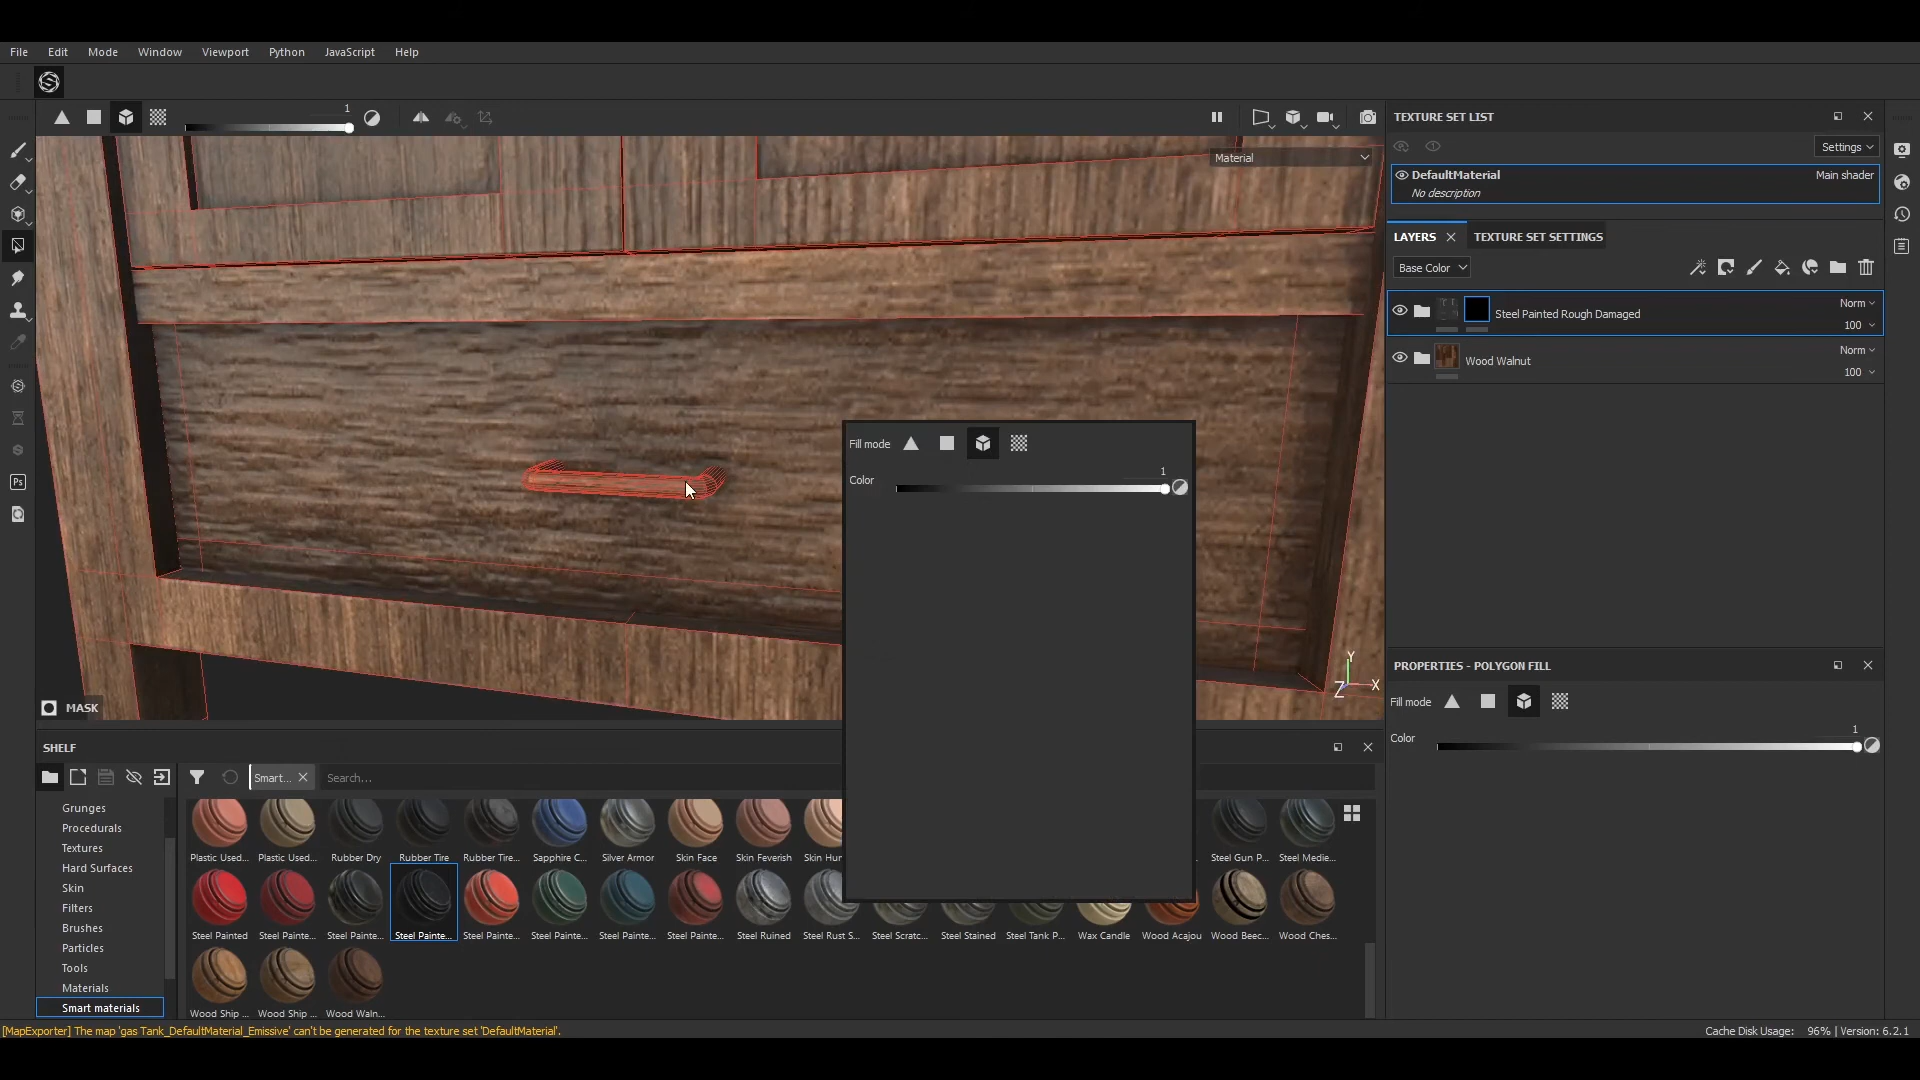 File Edit Mode Window Viewport Python JavaScript Help
1
Material
TEXTURE SET LIST
Settings
DefaultMaterial Main shader
No description
LAYERS TEXTURE SET SETTINGS
Base Color
Norm
Steel Painted Rough Damaged
100
Norm
Wood Walnut
100
Fill mode
1
Color
Ps
Y
Z X
MASK
PROPERTIES - POLYGON FILL
Fill mode
1
Color
SHELF
Smart...
Search...
Grunges
Procedurals
Textures
Hard Surfaces
Skin
Filters
Brushes
Particles
Tools
Materials
Smart materials
Plastic Used... Plastic Used... Rubber Dry Rubber Tire Rubber Tire... Sapphire C... Silver Armor Skin Face Skin Feverish Skin Hur Steel Gun P... Steel Medie...
Steel Painted Steel Painte... Steel Painte... Steel Painte... Steel Painte... Steel Painte... Steel Painte... Steel Painte... Steel Ruined Steel Rust S... Steel Scratc... Steel Stained Steel Tank P... Wax Candle Wood Acajou Wood Beec... Wood Ches...
Wood Ship ... Wood Ship ... Wood Waln...
[MapExporter] The map 'gas Tank_DefaultMaterial_Emissive' can't be generated for the texture set 'DefaultMaterial'.
Cache Disk Usage: 96% | Version: 6.2.1